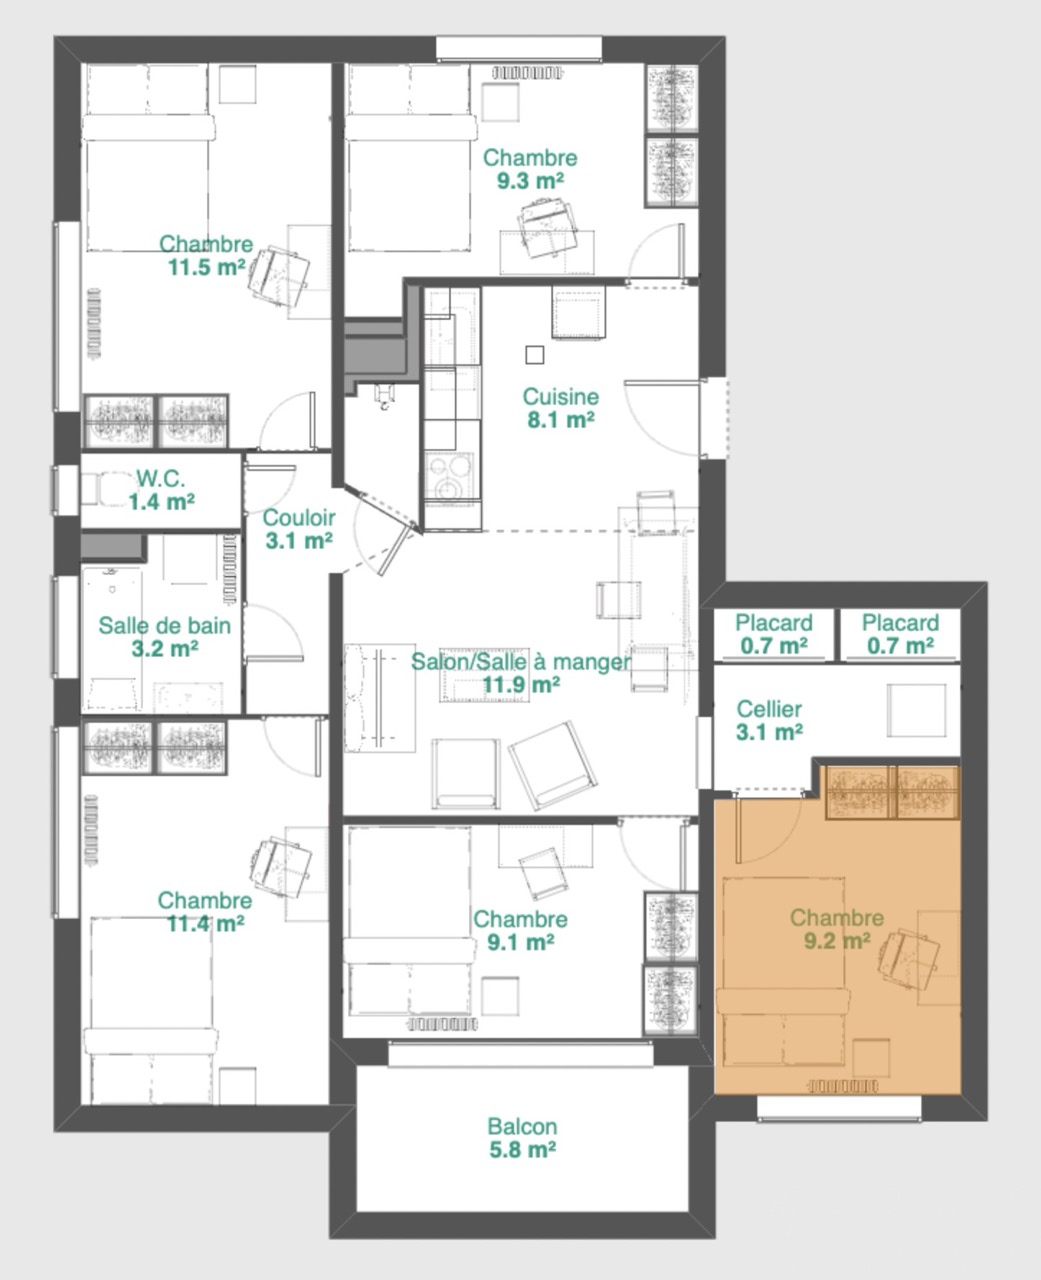 Chambre
9.3 m²
Chambre
11.5 m²
Cuisine
8.1 m²
W.C.
1.4 m²
Couloir
3.1 m²
Salle de bain
3.2 m²
Placard
0.7 m²
Placard
0.7 m²
Salon/Salle à manger
11.9 m²
Cellier
3.1 m²
Chambre
11.4 m²
Chambre
9.1 m²
Chambre
9.2 m²
Balcon
5.8 m²